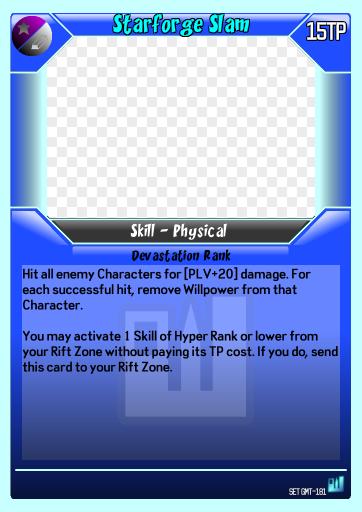 Starforge Slam
15TP
Skill - Physical
Devastation Rank
Hit all enemy Characters for [PLV+20] damage. For
each successful hit, remove Willpower from that
Character.
You may activate 1 Skill of Hyper Rank or lower from
your Rift Zone without paying its TP cost. If you do, send
this card to your Rift Zone.
SET GMT-181